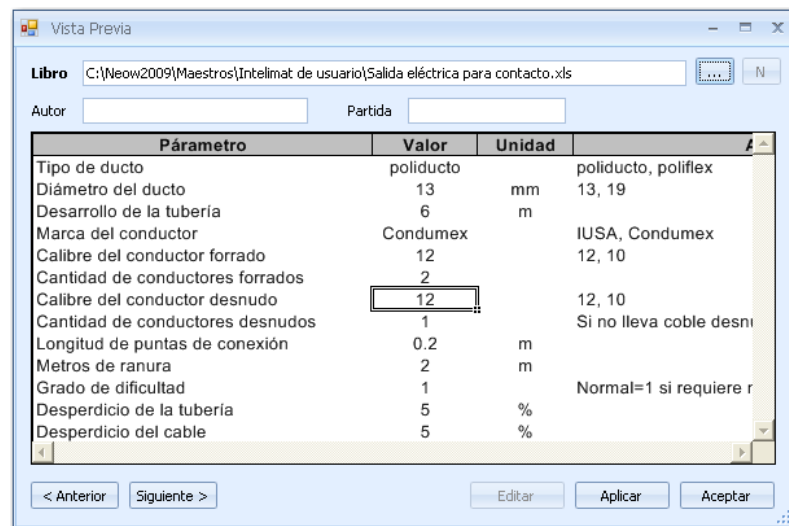 Vista Previa
Libro C:\Neow2009\Maestros\Intelimat de usuario\Salida eléctrica para contacto.xls ... N
Autor Partida
Párametro Valor Unidad
Tipo de ducto poliducto poliducto, poliflex
Diámetro del ducto 13 mm 13, 19
Desarrollo de la tubería 6 m
Marca del conductor Condumex IUSA, Condumex
Calibre del conductor forrado 12 12, 10
Cantidad de conductores forrados 2
Calibre del conductor desnudo 12 12, 10
Cantidad de conductores desnudos 1 Si no lleva coble
Longitud de puntas de conexión 0.2 m
Metros de ranura 2 m
Grado de dificultad 1 Normal=1 si requiere
Desperdicio de la tubería 5 %
Desperdicio del cable 5 %
< Anterior Siguiente > Editar Aplicar Aceptar